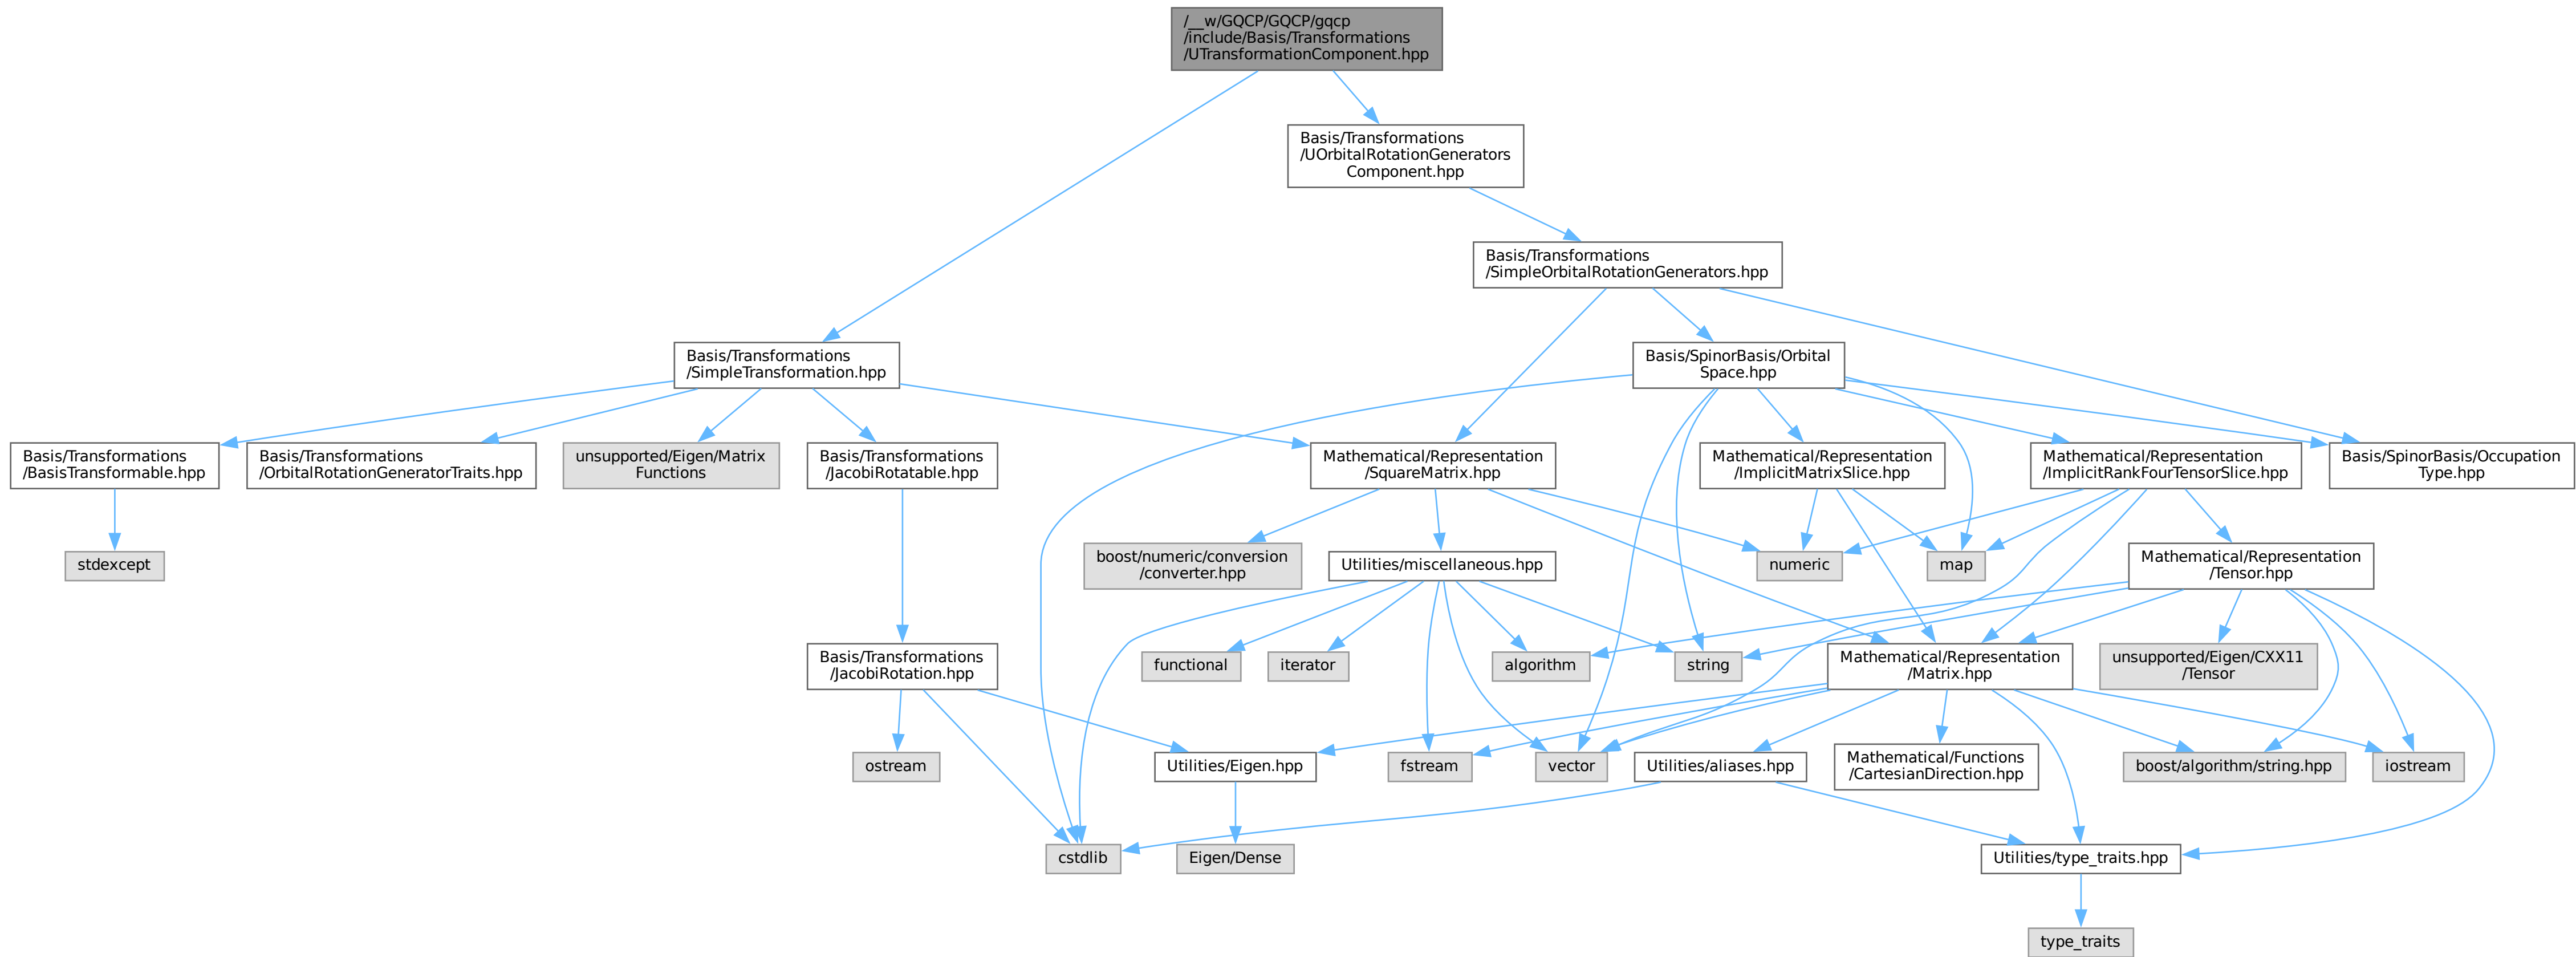 /__w/GQCP/GQCP/gqcp
/include/Basis/Transformations
/UTransformationComponent.hpp
Basis/Transformations
/UOrbitalRotationGenerators
Component.hpp
Basis/Transformations
/SimpleOrbitalRotationGenerators.hpp
Basis/Transformations
/SimpleTransformation.hpp
Basis/SpinorBasis/Orbital
Space.hpp
Basis/Transformations
/BasisTransformable.hpp
Basis/Transformations
/OrbitalRotationGeneratorTraits.hpp
unsupported/Eigen/Matrix
Functions
Basis/Transformations
/JacobiRotatable.hpp
Mathematical/Representation
/SquareMatrix.hpp
Mathematical/Representation
/ImplicitMatrixSlice.hpp
Mathematical/Representation
/ImplicitRankFourTensorSlice.hpp
Basis/SpinorBasis/Occupation
Type.hpp
stdexcept
boost/numeric/conversion
/converter.hpp
Utilities/miscellaneous.hpp
numeric
map
Mathematical/Representation
/Tensor.hpp
Basis/Transformations
/JacobiRotation.hpp
functional
iterator
algorithm
string
Mathematical/Representation
/Matrix.hpp
unsupported/Eigen/CXX11
/Tensor
ostream
Utilities/Eigen.hpp
fstream
vector
Utilities/aliases.hpp
Mathematical/Functions
/CartesianDirection.hpp
boost/algorithm/string.hpp
iostream
cstdlib
Eigen/Dense
Utilities/type_traits.hpp
type_traits